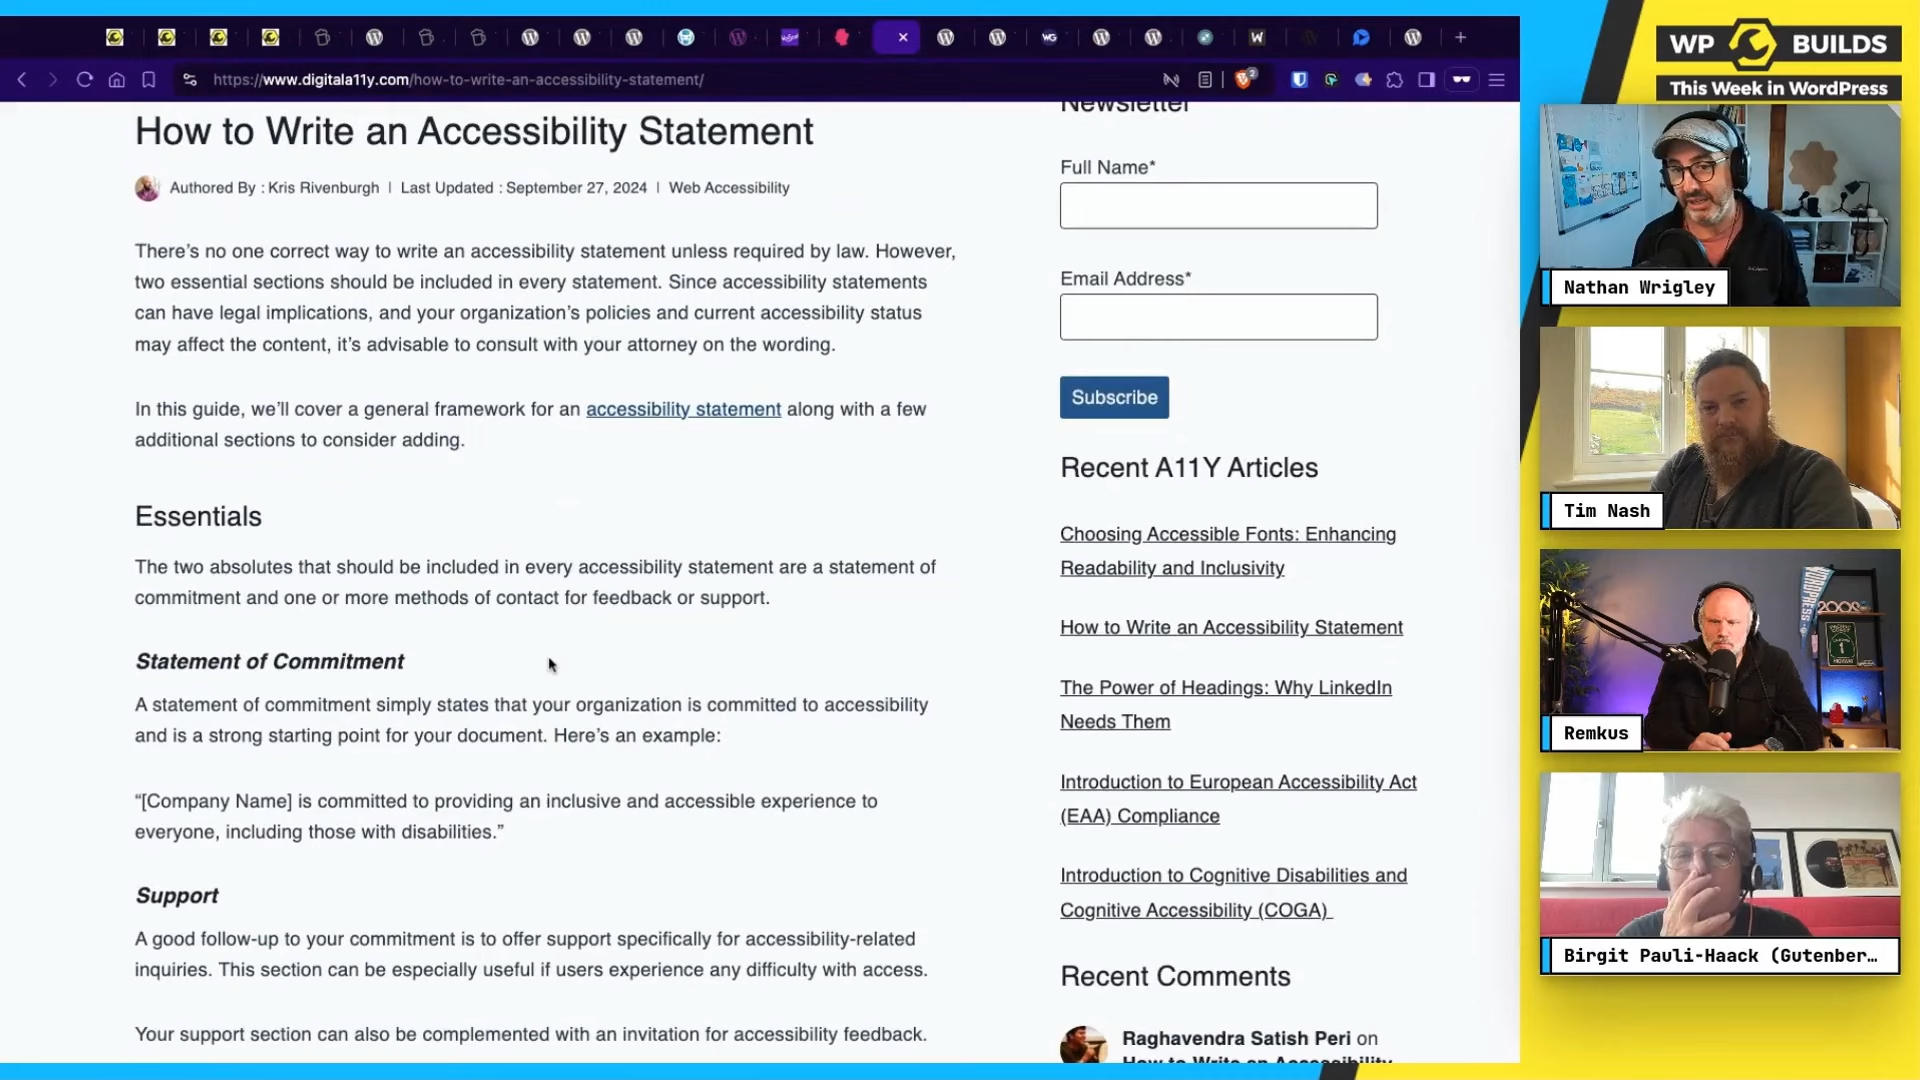 https://www.digitala11y.com/how-to-write-an-accessibility-statement/
2
How to Write an Accessibility Statement
Authored By : Kris Rivenburgh | Last Updated : September 27, 2024 | Web Accessibility
There’s no one correct way to write an accessibility statement unless required by law. However,
two essential sections should be included in every statement. Since accessibility statements
can have legal implications, and your organization’s policies and current accessibility status
may affect the content, it’s advisable to consult with your attorney on the wording.
In this guide, we’ll cover a general framework for an accessibility statement along with a few
additional sections to consider adding.
Essentials
The two absolutes that should be included in every accessibility statement are a statement of
commitment and one or more methods of contact for feedback or support.
Statement of Commitment
A statement of commitment simply states that your organization is committed to accessibility
and is a strong starting point for your document. Here’s an example:
“[Company Name] is committed to providing an inclusive and accessible experience to
everyone, including those with disabilities.”
Support
A good follow-up to your commitment is to offer support specifically for accessibility-related
inquiries. This section can be especially useful if users experience any difficulty with access.
Your support section can also be complemented with an invitation for accessibility feedback.
Newsletter
Full Name*
Email Address*
Subscribe
Recent A11Y Articles
Choosing Accessible Fonts: Enhancing
Readability and Inclusivity
How to Write an Accessibility Statement
The Power of Headings: Why LinkedIn
Needs Them
Introduction to European Accessibility Act
(EAA) Compliance
Introduction to Cognitive Disabilities and
Cognitive Accessibility (COGA)
Recent Comments
Raghavendra Satish Peri on
How to Write an Accessibility
WP BUILDS
This Week in WordPress
Nathan Wrigley
Tim Nash
WORDPRESS
2008
1
Remkus
Birgit Pauli-Haack (Gutenber…